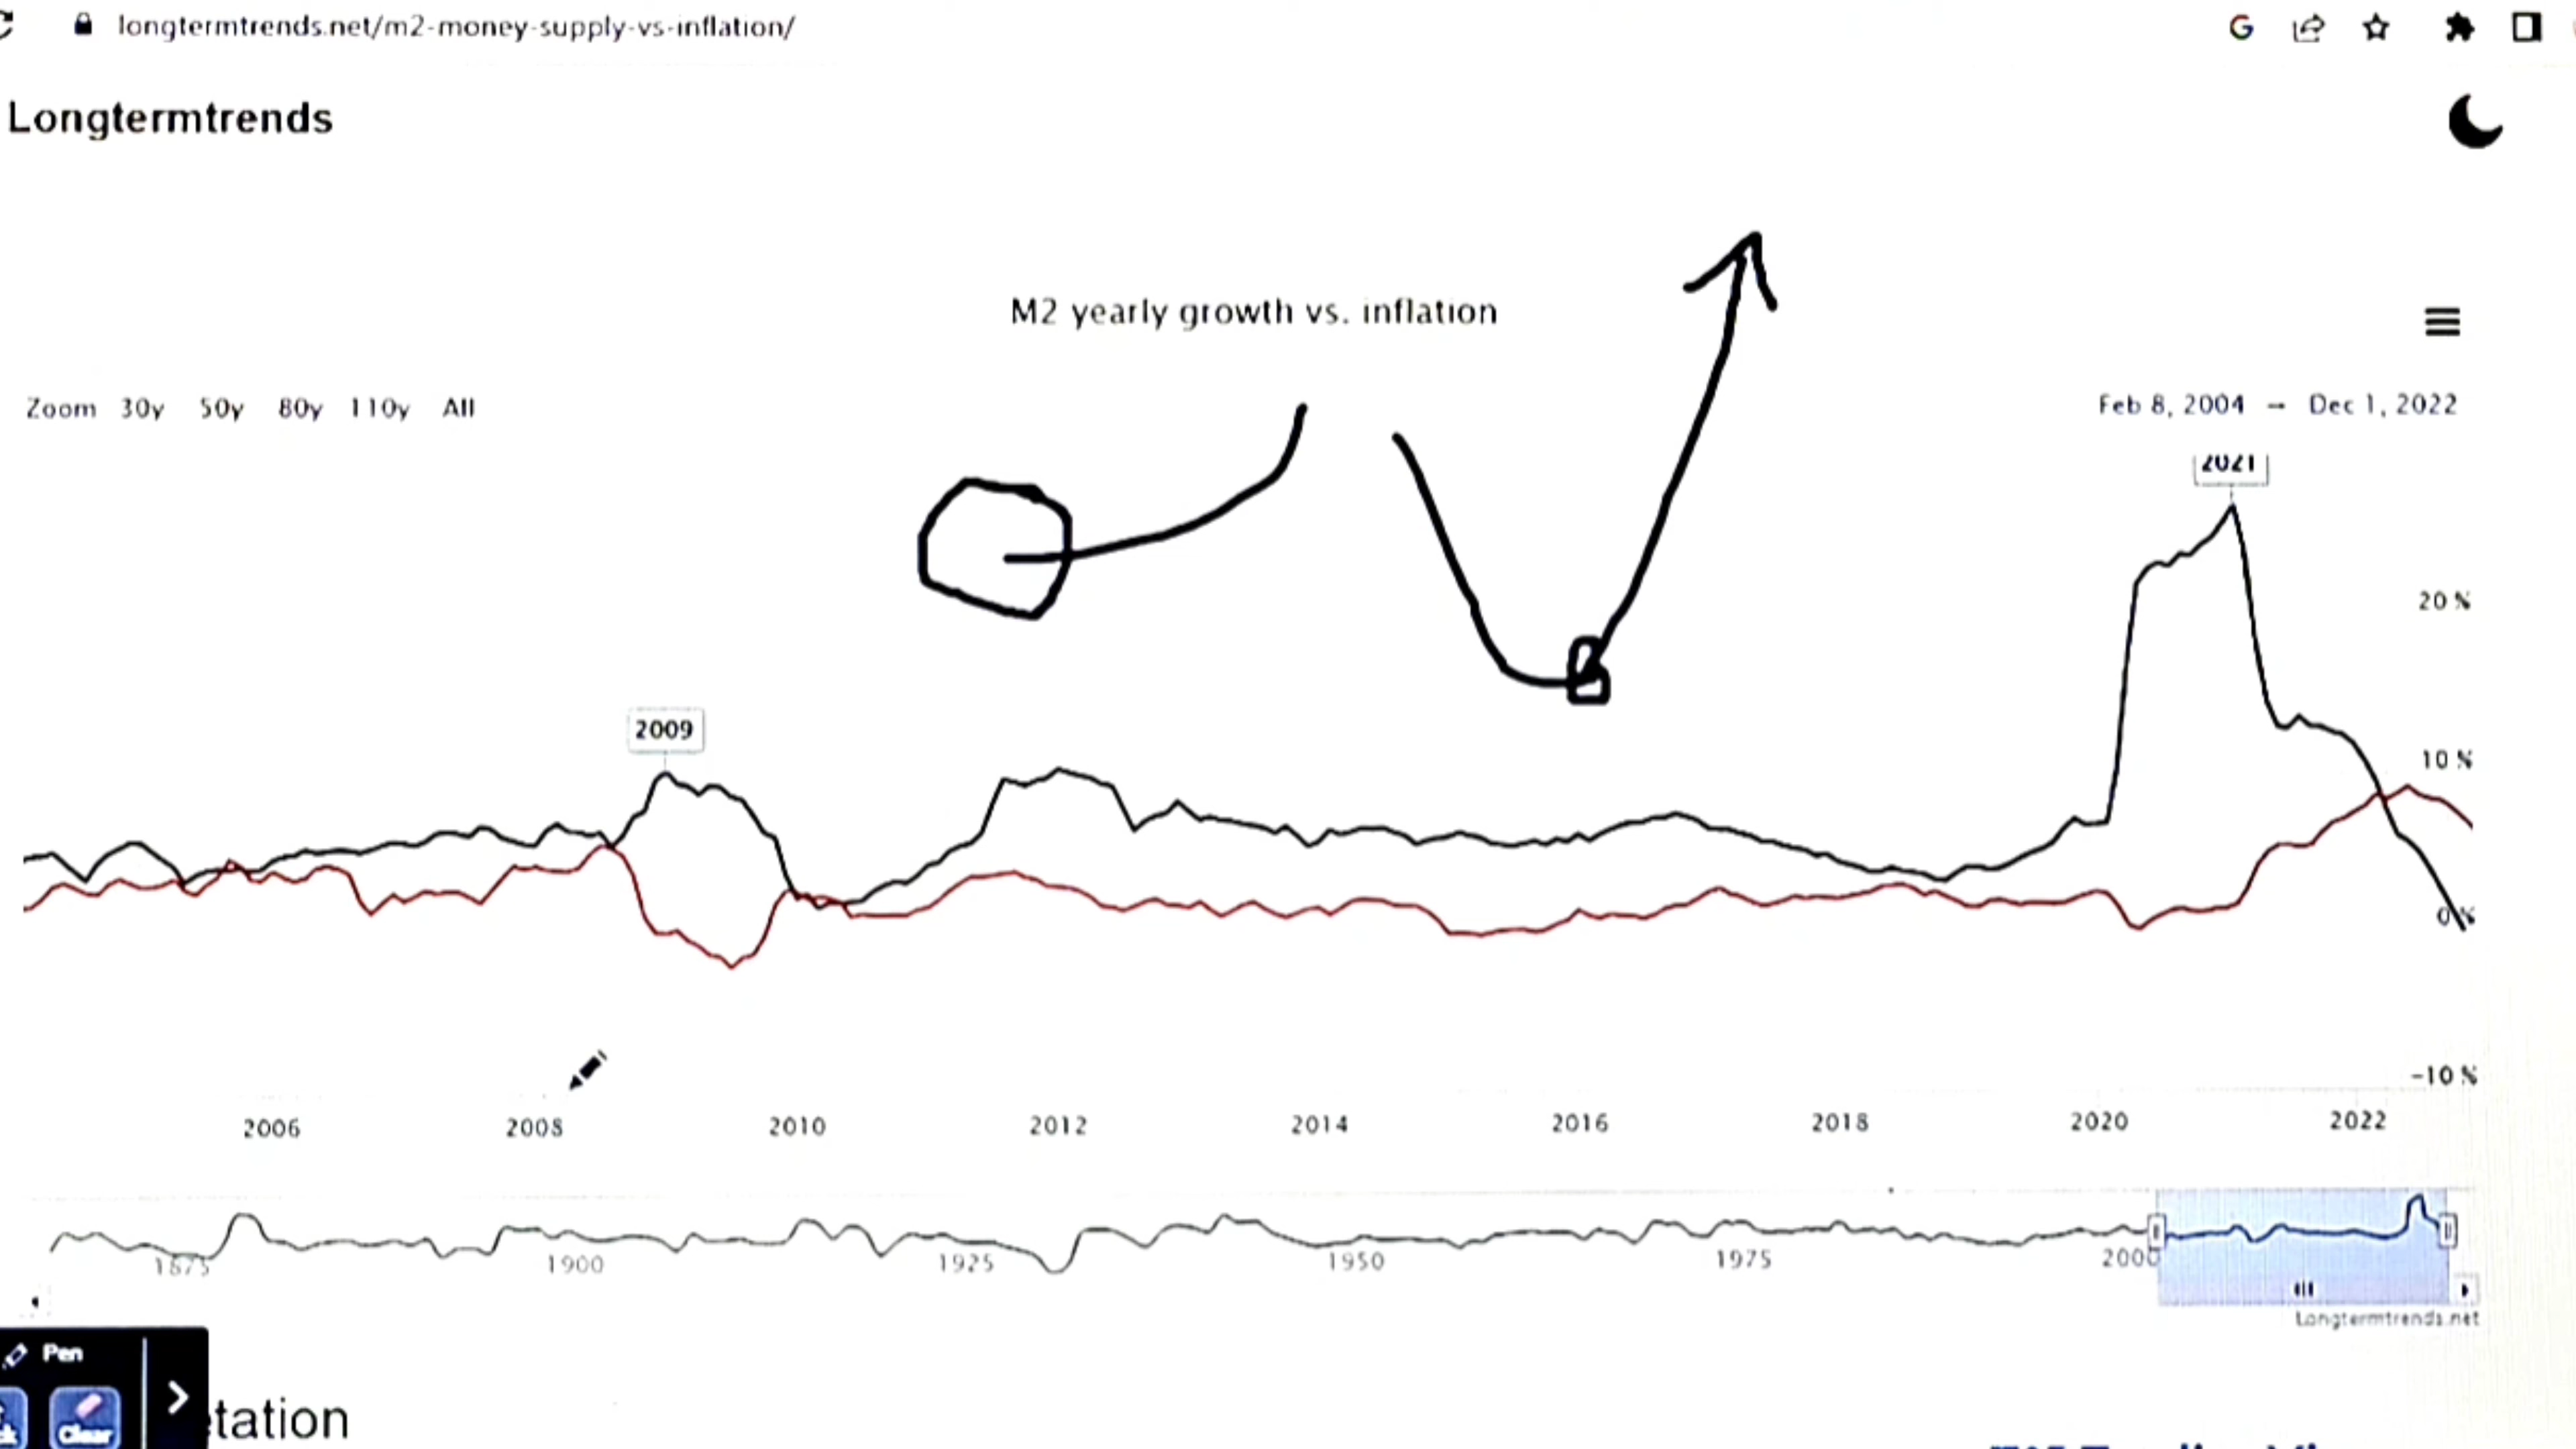 longtermtrends.net/m2-money-supply-vs-inflation/
Longtermtrends
M2 yearly growth vs. inflation
Zoom 30y 50y 80y 110y All
Feb 8, 2004 – Dec 1, 2022
2021
20 %
2009
10 %
0 %
-10 %
2006 2008 2010 2012 2014 2016 2018 2020 2022
1875 1900 1925 1950 1975 2000
Longtermtrends.net
Pen
Clear
tation